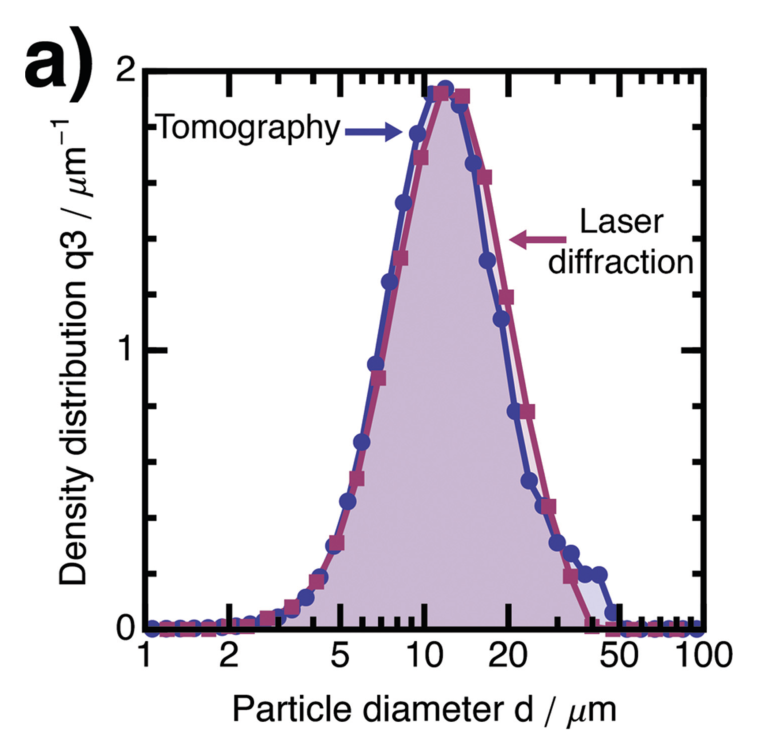 a)
Density distribution q3 / μm⁻¹
2
1
0
Tomography
Laser
diffraction
1 2 5 10 20 50 100
Particle diameter d / μm